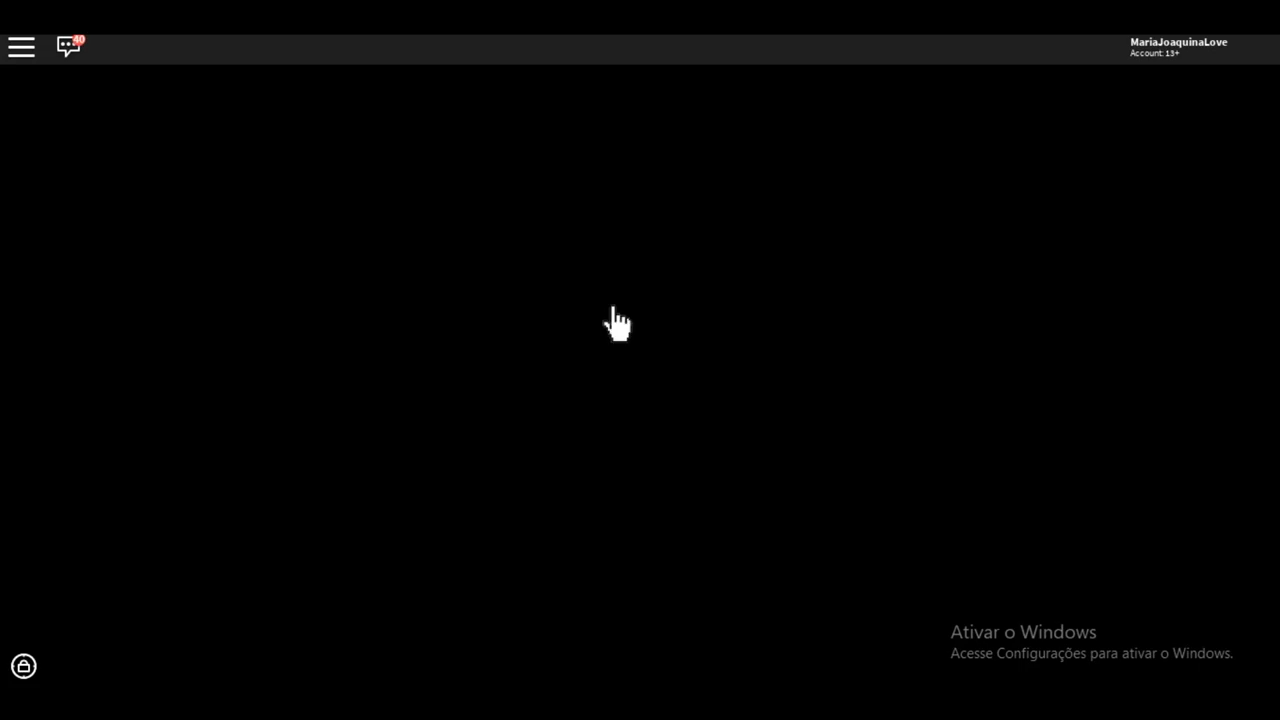 40
MariaJoaquinaLove
Account: 13+
Ativar o Windows
Acesse Configurações para ativar o Windows.